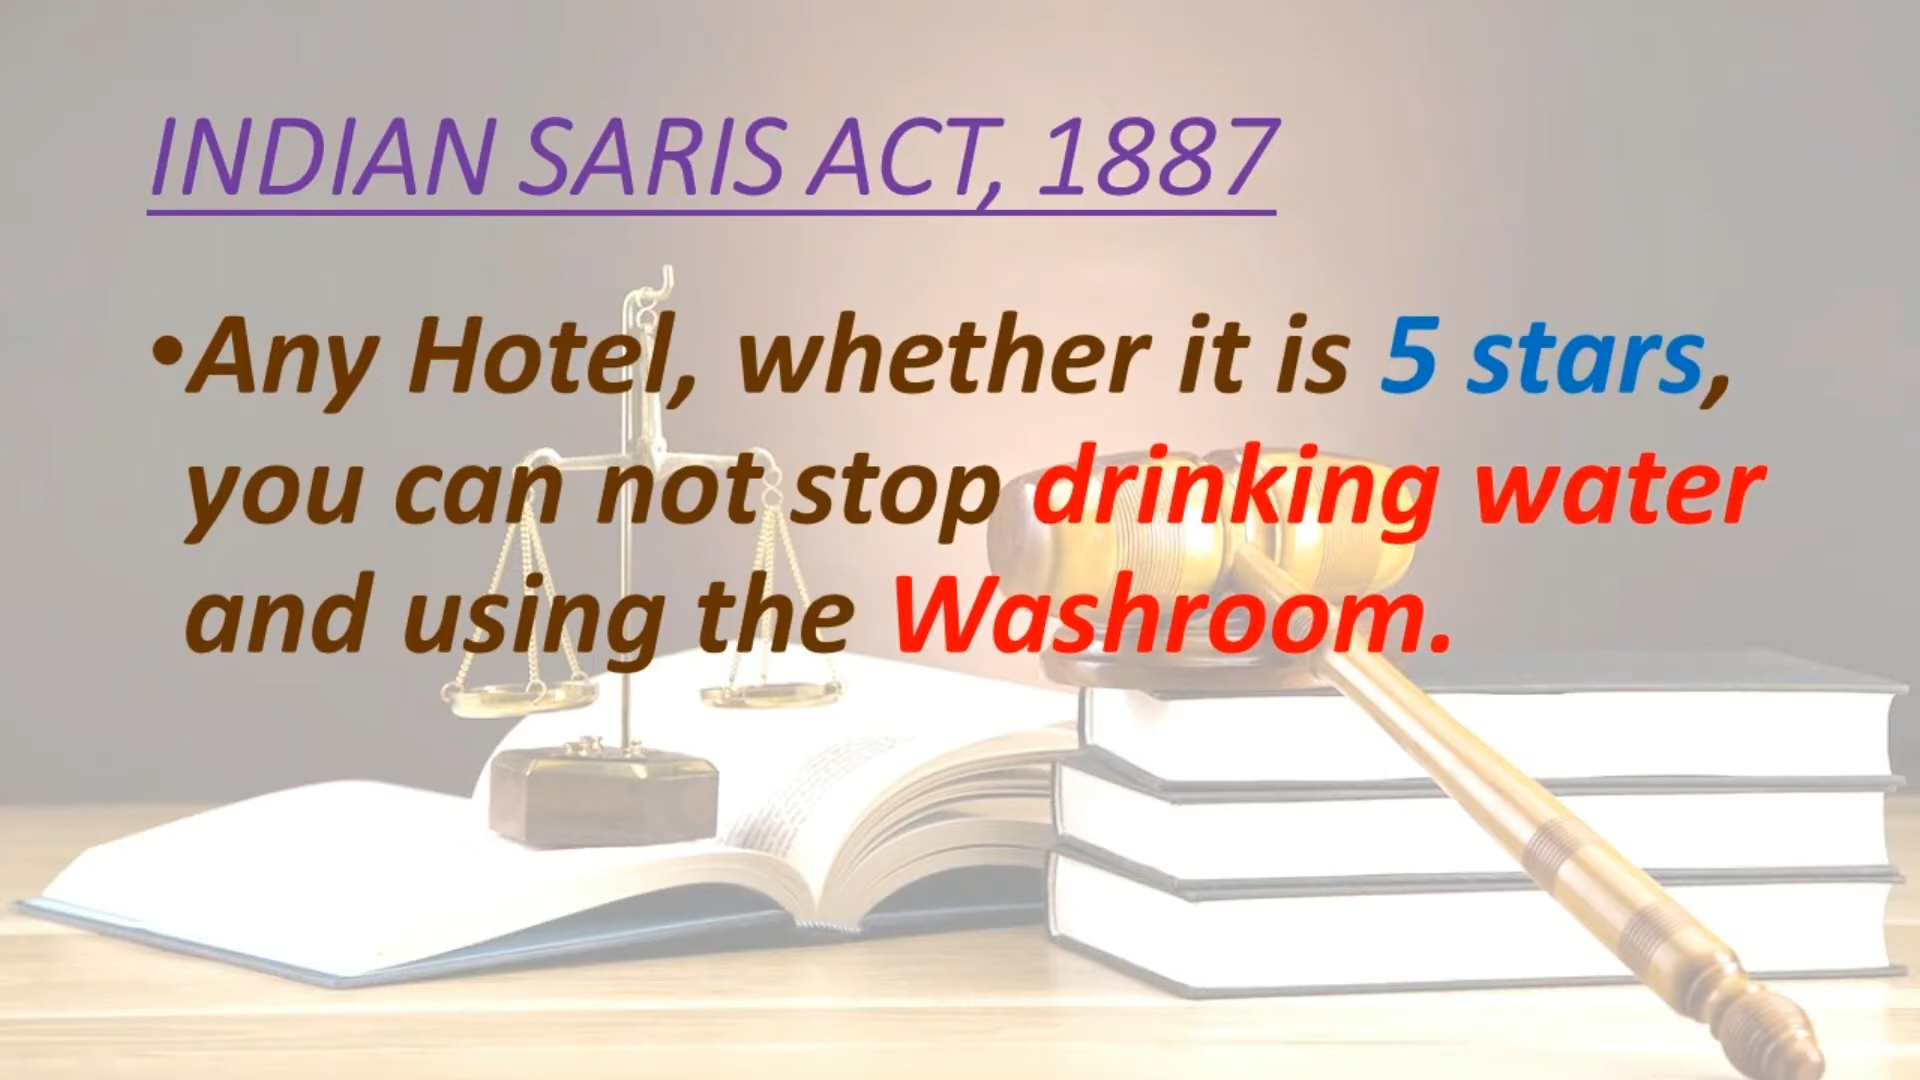 INDIAN SARIS ACT, 1887
•Any Hotel, whether it is 5 stars,
you can not stop drinking water
and using the Washroom.